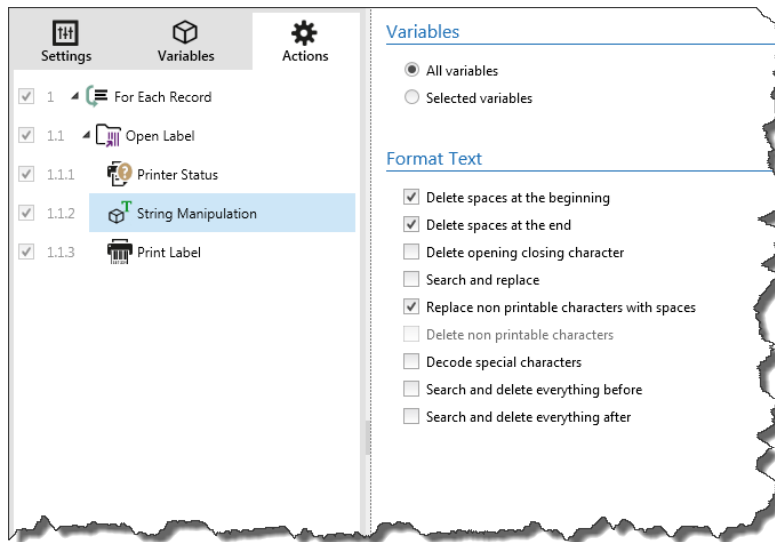 Settings
Variables
Actions
1 For Each Record
1.1 Open Label
1.1.1 Printer Status
1.1.2 String Manipulation
1.1.3 Print Label
Variables
All variables
Selected variables
Format Text
Delete spaces at the beginning
Delete spaces at the end
Delete opening closing character
Search and replace
Replace non printable characters with spaces
Delete non printable characters
Decode special characters
Search and delete everything before
Search and delete everything after